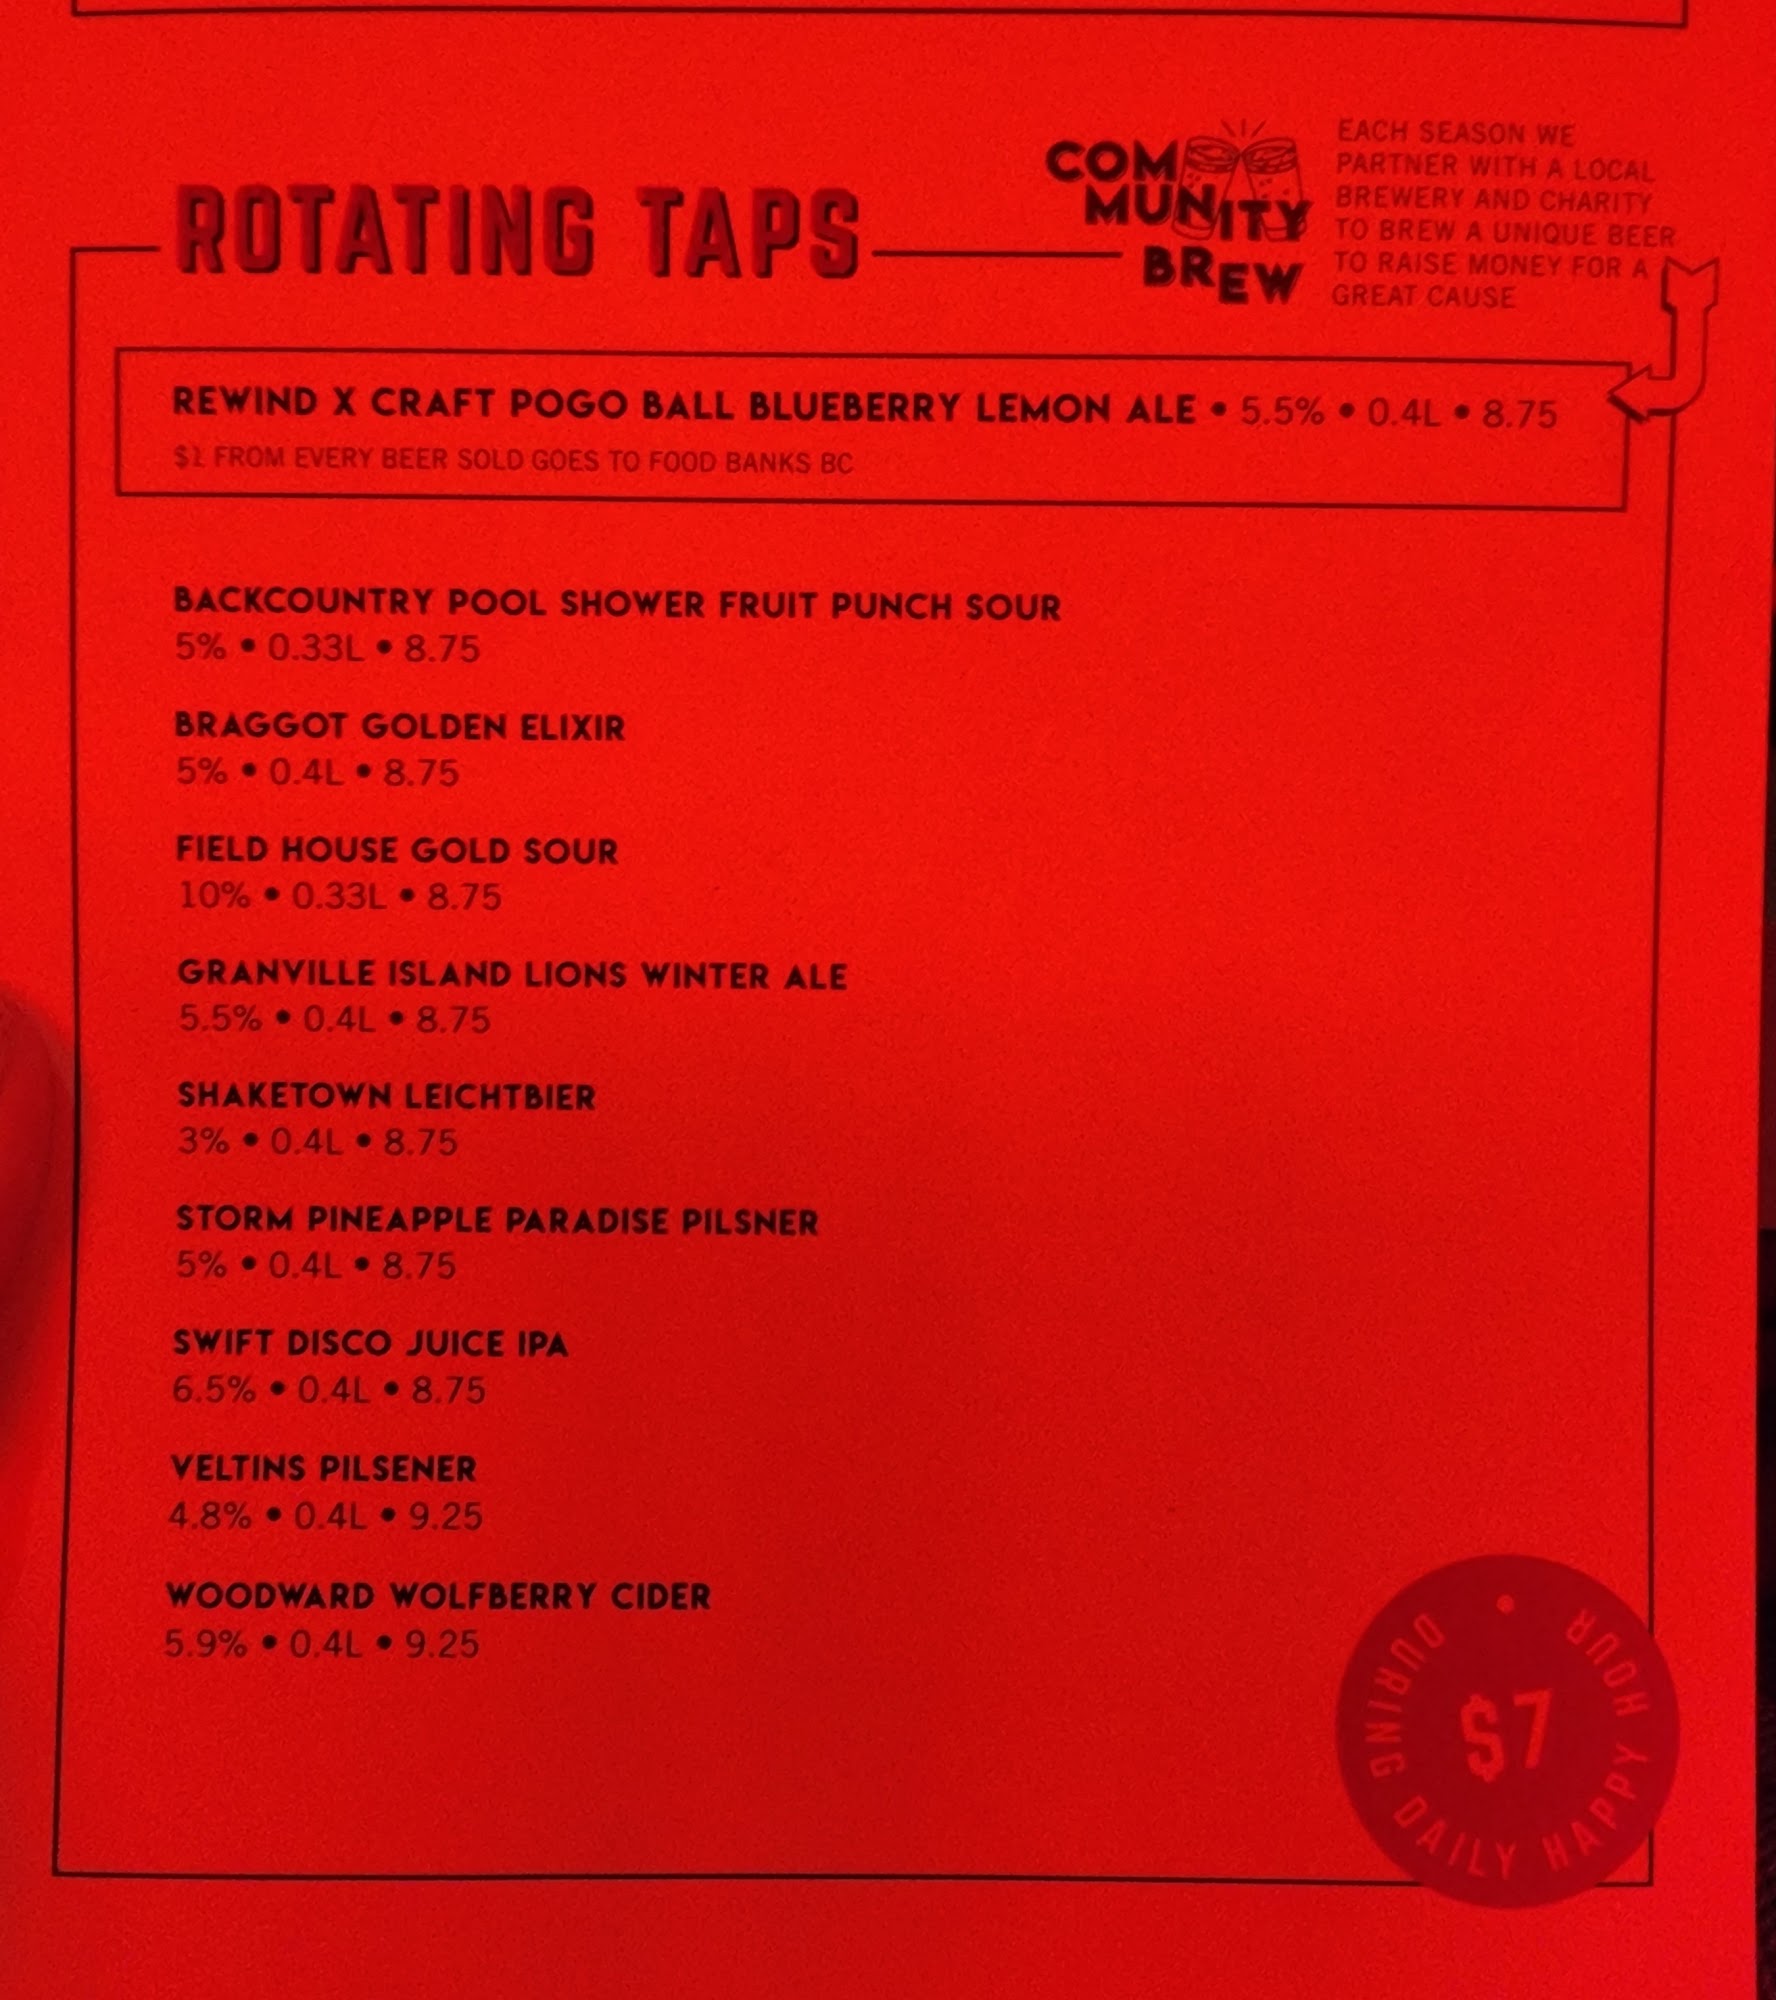 ROTATING TAPS
COM
MUNITY
BREW
EACH SEASON WE
PARTNER WITH A LOCAL
BREWERY AND CHARITY
TO BREW A UNIQUE BEER
TO RAISE MONEY FOR A
GREAT CAUSE
REWIND X CRAFT POGO BALL BLUEBERRY LEMON ALE • 5.5% • 0.4L • 8.75
$1 FROM EVERY BEER SOLD GOES TO FOOD BANKS BC
BACKCOUNTRY POOL SHOWER FRUIT PUNCH SOUR
5% • 0.33L • 8.75
BRAGGOT GOLDEN ELIXIR
5% • 0.4L • 8.75
FIELD HOUSE GOLD SOUR
10% • 0.33L • 8.75
GRANVILLE ISLAND LIONS WINTER ALE
5.5% • 0.4L • 8.75
SHAKETOWN LEICHTBIER
3% • 0.4L • 8.75
STORM PINEAPPLE PARADISE PILSNER
5% • 0.4L • 8.75
SWIFT DISCO JUICE IPA
6.5% • 0.4L • 8.75
VELTINS PILSENER
4.8% • 0.4L • 9.25
WOODWARD WOLFBERRY CIDER
5.9% • 0.4L • 9.25
$7
DURING DAILY HAPPY HOUR •